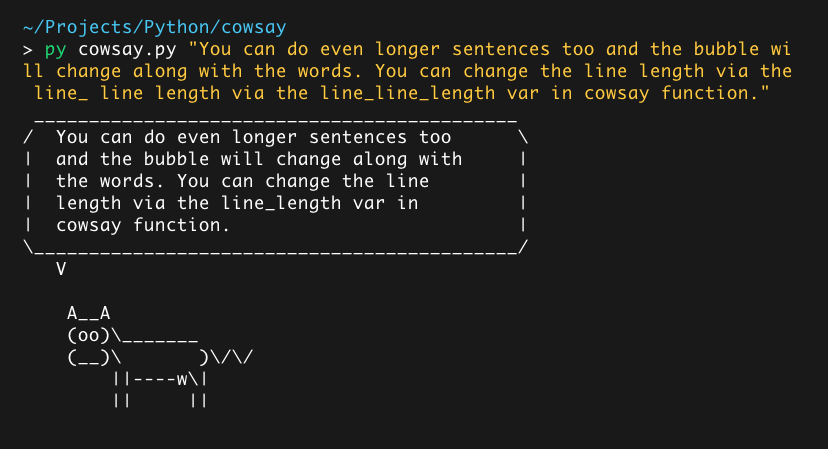 ~/Projects/Python/cowsay
> py cowsay.py "You can do even longer sentences too and the bubble wi
ll change along with the words. You can change the line length via the
 line_ line length via the line_line_length var in cowsay function."
 ____________________________________________
/  You can do even longer sentences too      \
|  and the bubble will change along with     |
|  the words. You can change the line        |
|  length via the line_length var in         |
|  cowsay function.                          |
\____________________________________________/
   V

    A__A
    (oo)\_______
    (__)\       )\/\/
        ||----w\|
        ||     ||